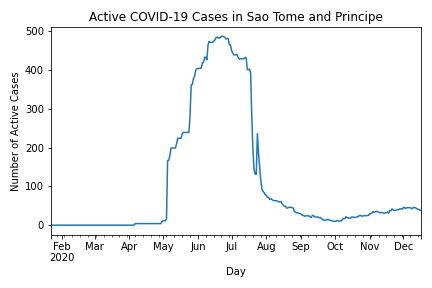 Active COVID-19 Cases in Sao Tome and Principe
500
400
300
200
100
0
Number of Active Cases
Feb Mar Apr May Jun Jul Aug Sep Oct Nov Dec
2020
Day